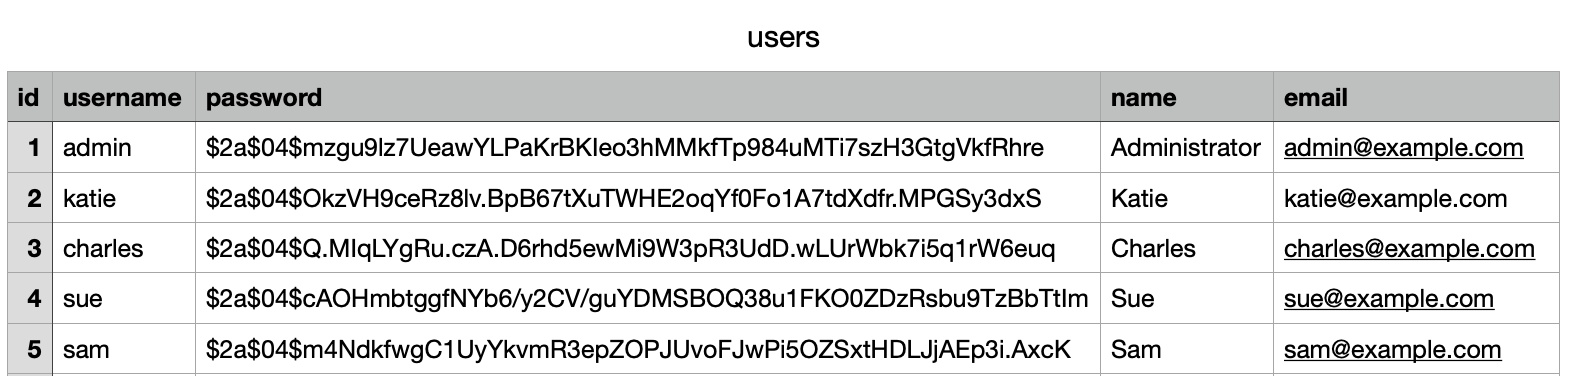 users
id username password name email
1 admin $2a$04$mzgu9lz7UeawYLPaKrBKIeo3hMMkfTp984uMTi7szH3GtgVkfRhre Administrator admin@example.com
2 katie $2a$04$OkzVH9ceRz8lv.BpB67tXuTWHE2oqYf0Fo1A7tdXdfr.MPGSy3dxS Katie katie@example.com
3 charles $2a$04$Q.MIqLYgRu.czA.D6rhd5ewMi9W3pR3UdD.wLUrWbk7i5q1rW6euq Charles charles@example.com
4 sue $2a$04$cAOHmbtggfNYb6/y2CV/guYDMSBOQ38u1FKO0ZDzRsbu9TzBbTtIm Sue sue@example.com
5 sam $2a$04$m4NdkfwgC1UyYkvmR3epZOPJUvoFJwPi5OZSxtHDLJjAEp3i.AxcK Sam sam@example.com